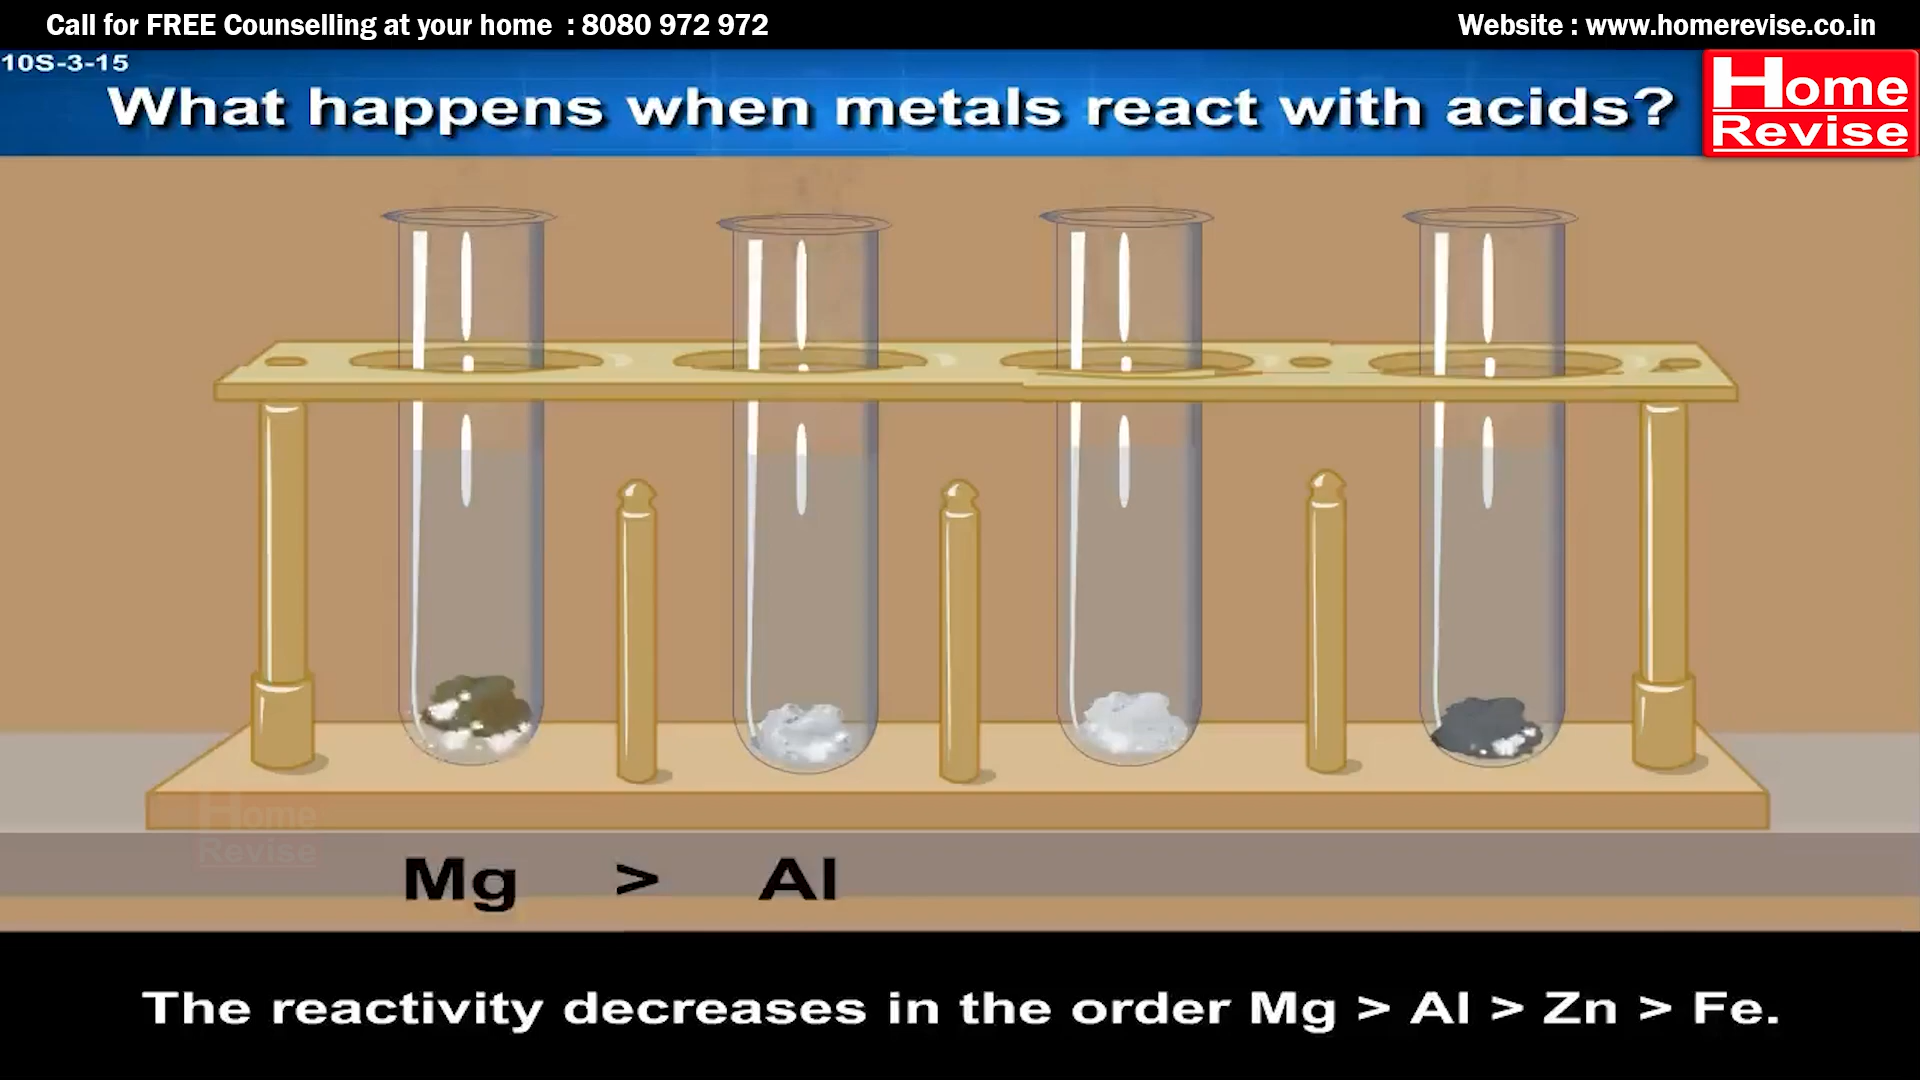 Call for FREE Counselling at your home : 8080 972 972
Website : www.homerevise.co.in
10S-3-15
What happens when metals react with acids?
Home
Revise
Home
Revise
Mg > Al
The reactivity decreases in the order Mg > Al > Zn > Fe.